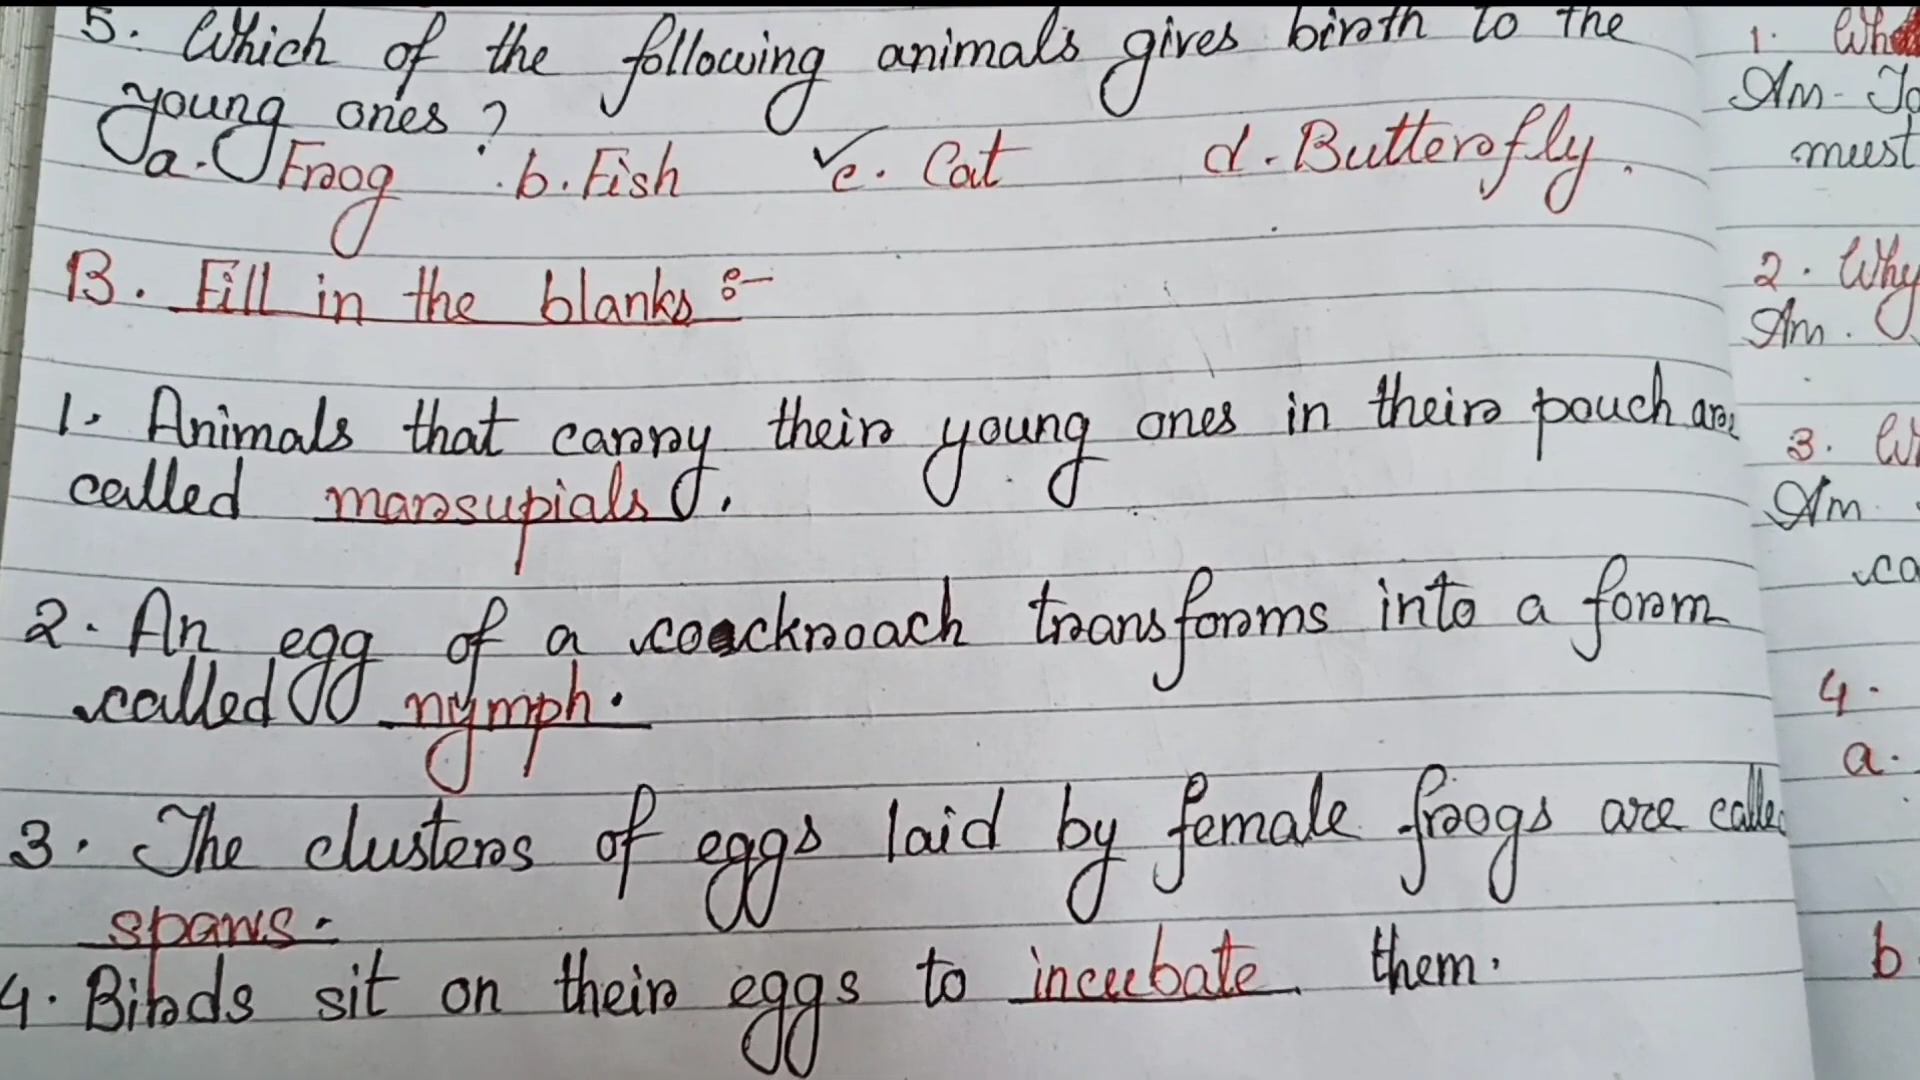 5. Which of the following animals gives birth to the
young ones?
a. Frog b. Fish ✓c. Cat d. Butterfly.
B. Fill in the blanks :-
1. Animals that carry their young ones in their pouch are
called marsupials.
2. An egg of a cockroach transforms into a form
called nymph.
3. The clusters of eggs laid by female frogs are called
spawns.
4. Birds sit on their eggs to incubate them.
1.
Ans- To
must
2. Why
Ans.
3.
Ans
ca
4.
a.
b